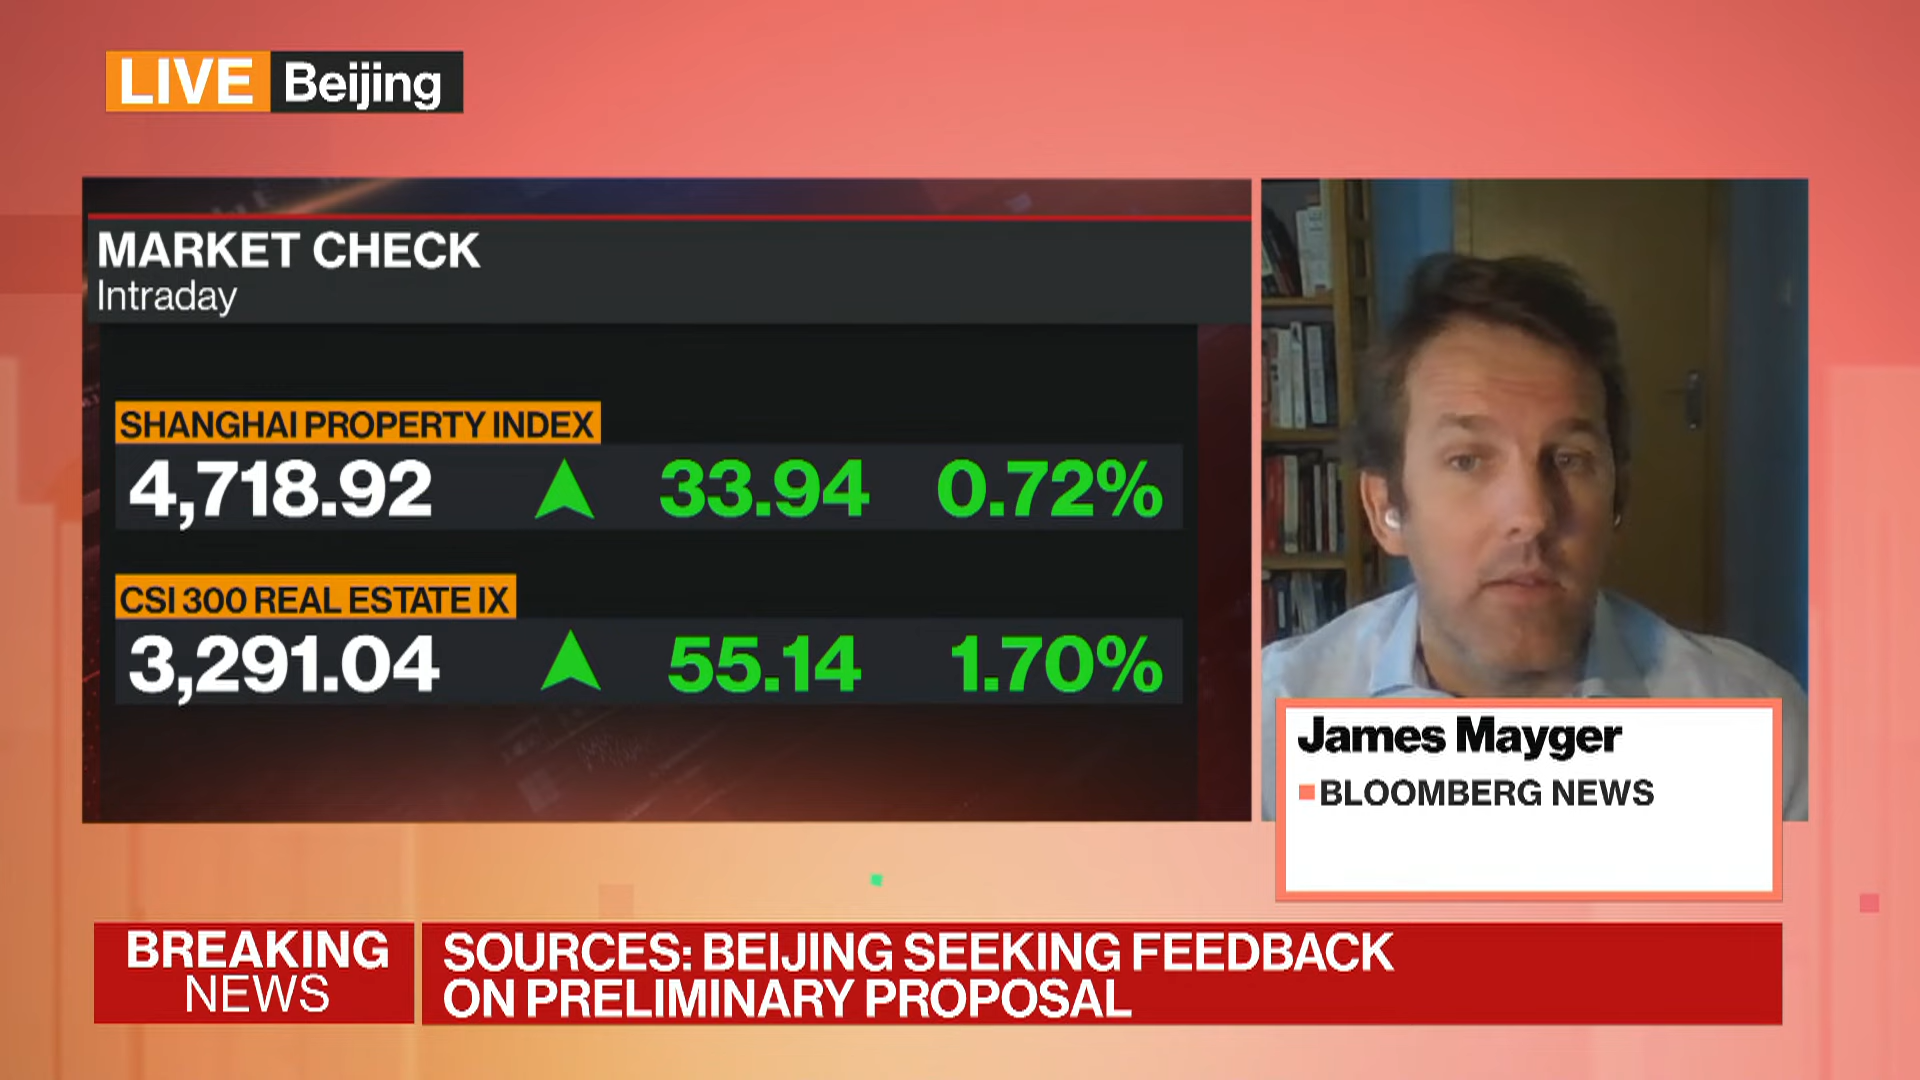 LIVE Beijing
MARKET CHECK
Intraday
SHANGHAI PROPERTY INDEX
4,718.92 33.94 0.72%
CSI 300 REAL ESTATE IX
3,291.04 55.14 1.70%
James Mayger
BLOOMBERG NEWS
BREAKING NEWS
SOURCES: BEIJING SEEKING FEEDBACK
ON PRELIMINARY PROPOSAL